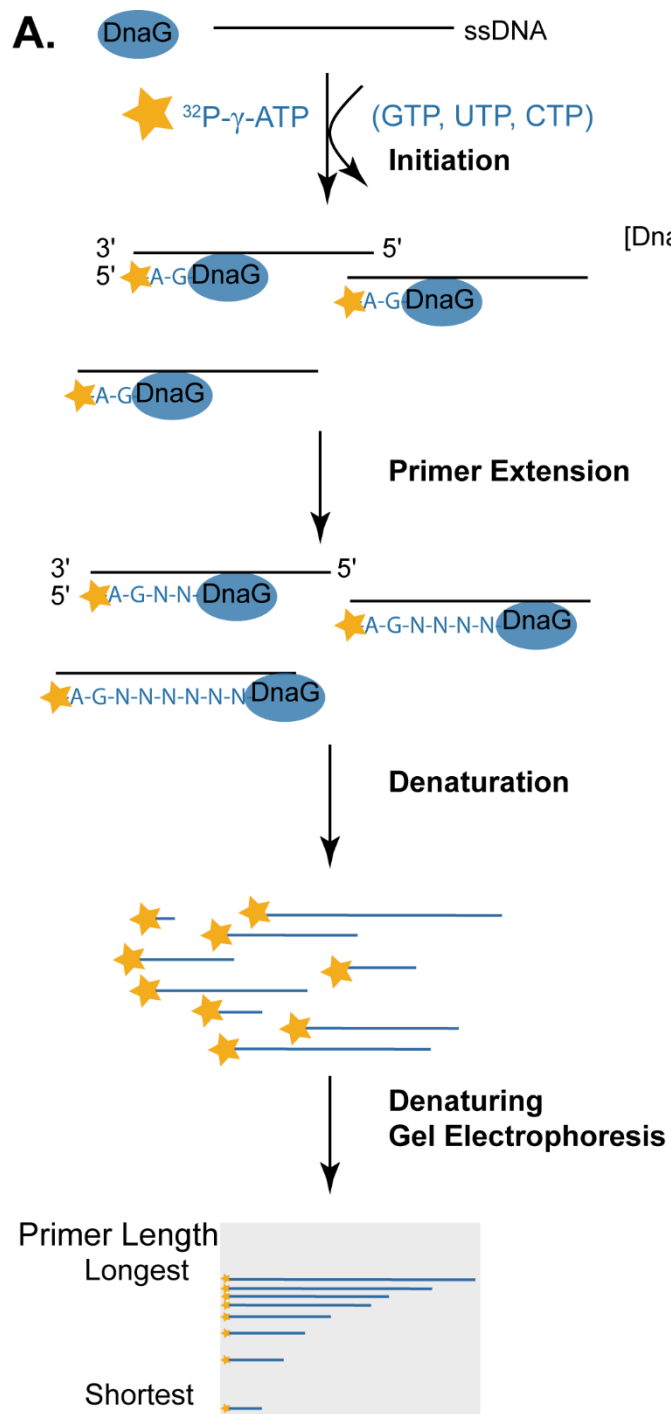 A.
DnaG
ssDNA
³²P-γ-ATP
(GTP, UTP, CTP)
Initiation
3'
5'
5'
A-G-DnaG
[Dna
A-G-DnaG
A-G-DnaG
Primer Extension
3'
5'
5'
A-G-N-N-DnaG
A-G-N-N-N-N-DnaG
A-G-N-N-N-N-N-N-DnaG
Denaturation
Denaturing
Gel Electrophoresis
Primer Length
Longest
Shortest